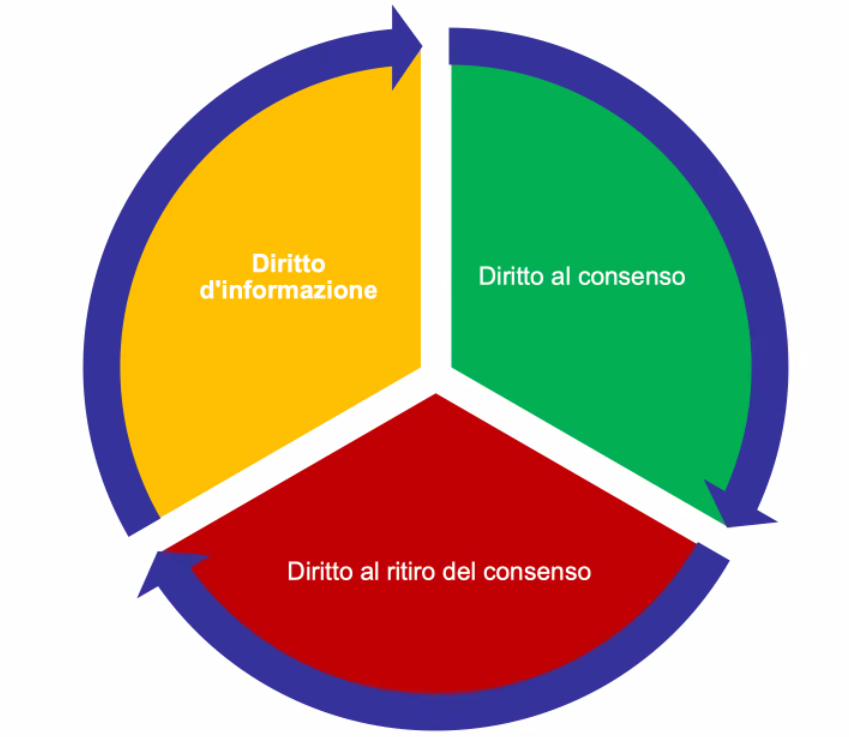 Diritto
d'informazione
Diritto al consenso
Diritto al ritiro del consenso